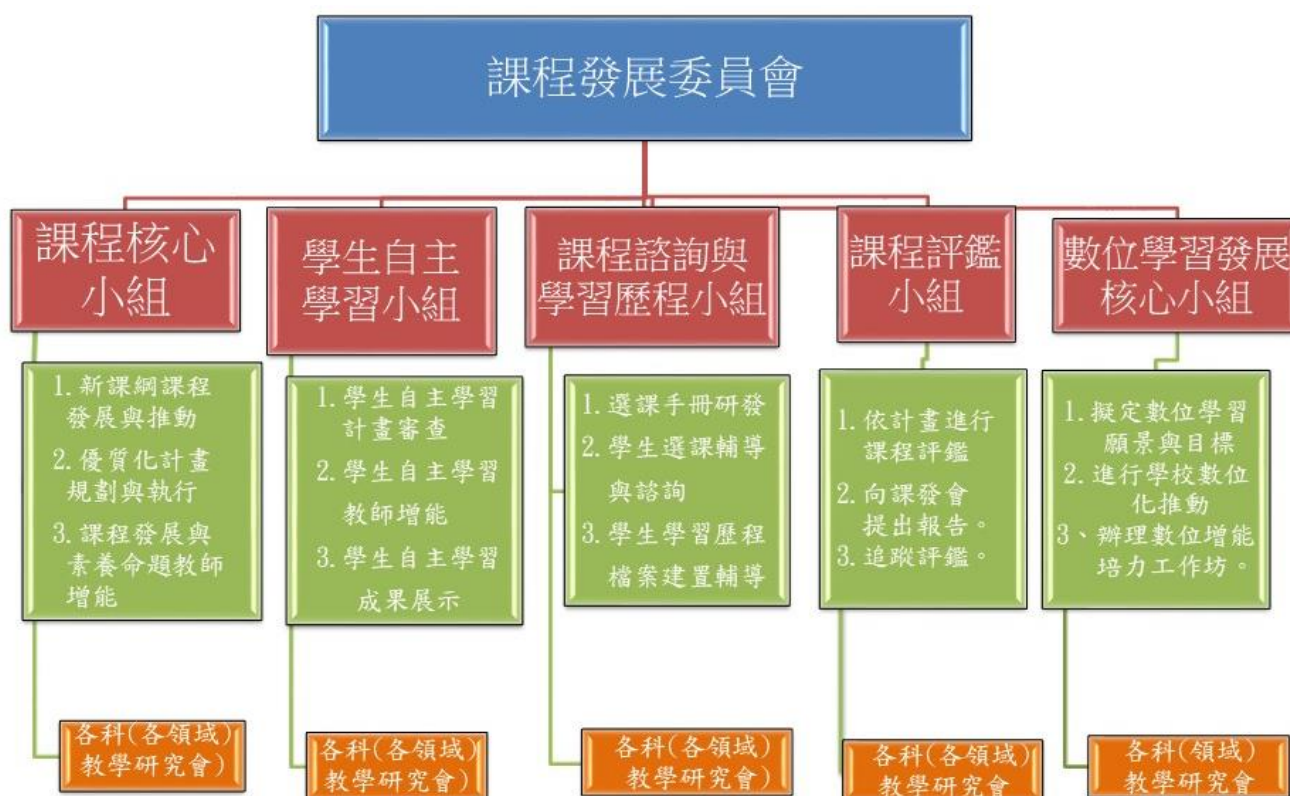 課程發展委員會
課程核心
小組
1. 新課綱課程
發展與推動
2. 優質化計畫
規劃與執行
3. 課程發展與
素養命題教師
增能
各科(各領域)
教學研究會)
學生自主
學習小組
1. 學生自主學習
計畫審查
2. 學生自主學習
教師增能
3. 學生自主學習
成果展示
各科(各領域)
教學研究會)
課程諮詢與
學習歷程小組
1. 選課手冊研發
2. 學生選課輔導
與諮詢
3. 學生學習歷程
檔案建置輔導
各科(各領域)
教學研究會)
課程評鑑
小組
1. 依計畫進行
課程評鑑
2. 向課發會
提出報告。
3. 追蹤評鑑。
各科(各領域)
教學研究會
數位學習發展
核心小組
1. 擬定數位學習
願景與目標
2. 進行學校數位
化推動
3、辦理數位增能
培力工作坊。
各科(領域)
教學研究會